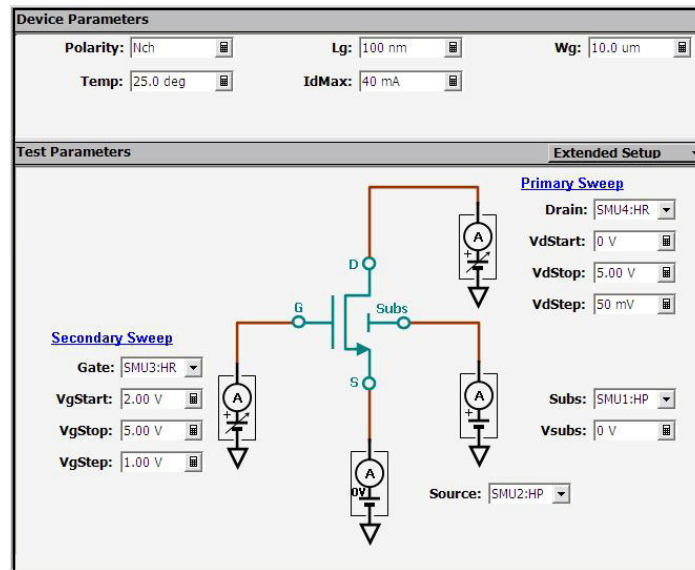 Device Parameters
Polarity: Nch
Lg: 100 nm
Wg: 10.0 um
Temp: 25.0 deg
IdMax: 40 mA
Test Parameters
Extended Setup
Primary Sweep
Drain: SMU4:HR
VdStart: 0 V
VdStop: 5.00 V
VdStep: 50 mV
A
D
G
Subs
S
Secondary Sweep
Gate: SMU3:HR
VgStart: 2.00 V
VgStop: 5.00 V
VgStep: 1.00 V
A
A
Subs: SMU1:HP
Vsubs: 0 V
A
0V
Source: SMU2:HP